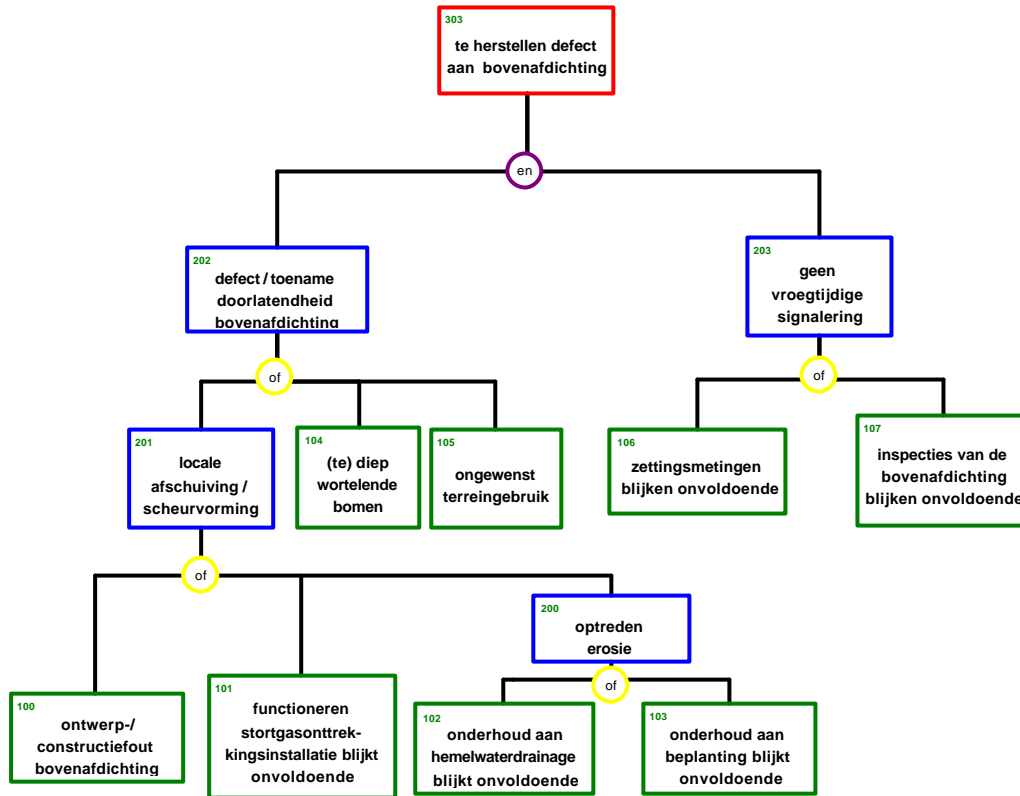 303
te herstellen defect
aan bovenafdichting
en
202
defect / toename
doorlatendheid
bovenafdichting
203
geen
vroegtijdige
signalering
of
of
201
locale
afschuiving /
scheurvorming
104
(te) diep
wortelende
bomen
105
ongewenst
terreingebruik
106
zettingsmetingen
blijken onvoldoende
107
inspecties van de
bovenafdichting
blijken onvoldoende
of
200
optreden
erosie
of
100
ontwerp-/
constructiefout
bovenafdichting
101
functioneren
stortgasonttrek-
kingsinstallatie blijkt
onvoldoende
102
onderhoud aan
hemelwaterdrainage
blijkt onvoldoende
103
onderhoud aan
beplanting blijkt
onvoldoende